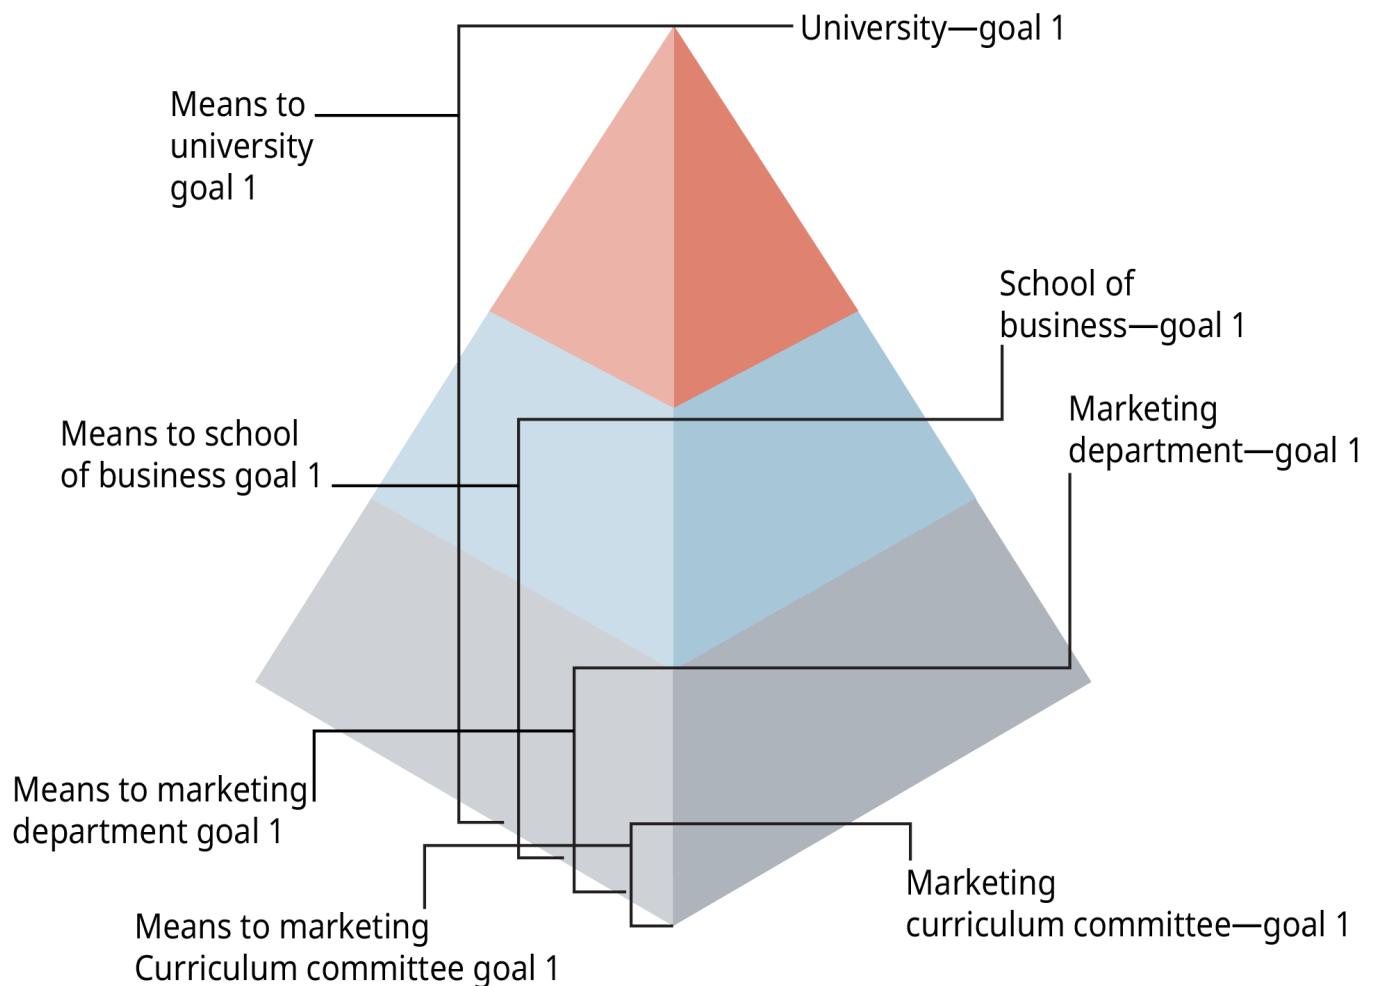 University—goal 1
Means to
university
goal 1
School of
business—goal 1
Marketing
department—goal 1
Means to school
of business goal 1
Means to marketing
department goal 1
Marketing
curriculum committee—goal 1
Means to marketing
Curriculum committee goal 1